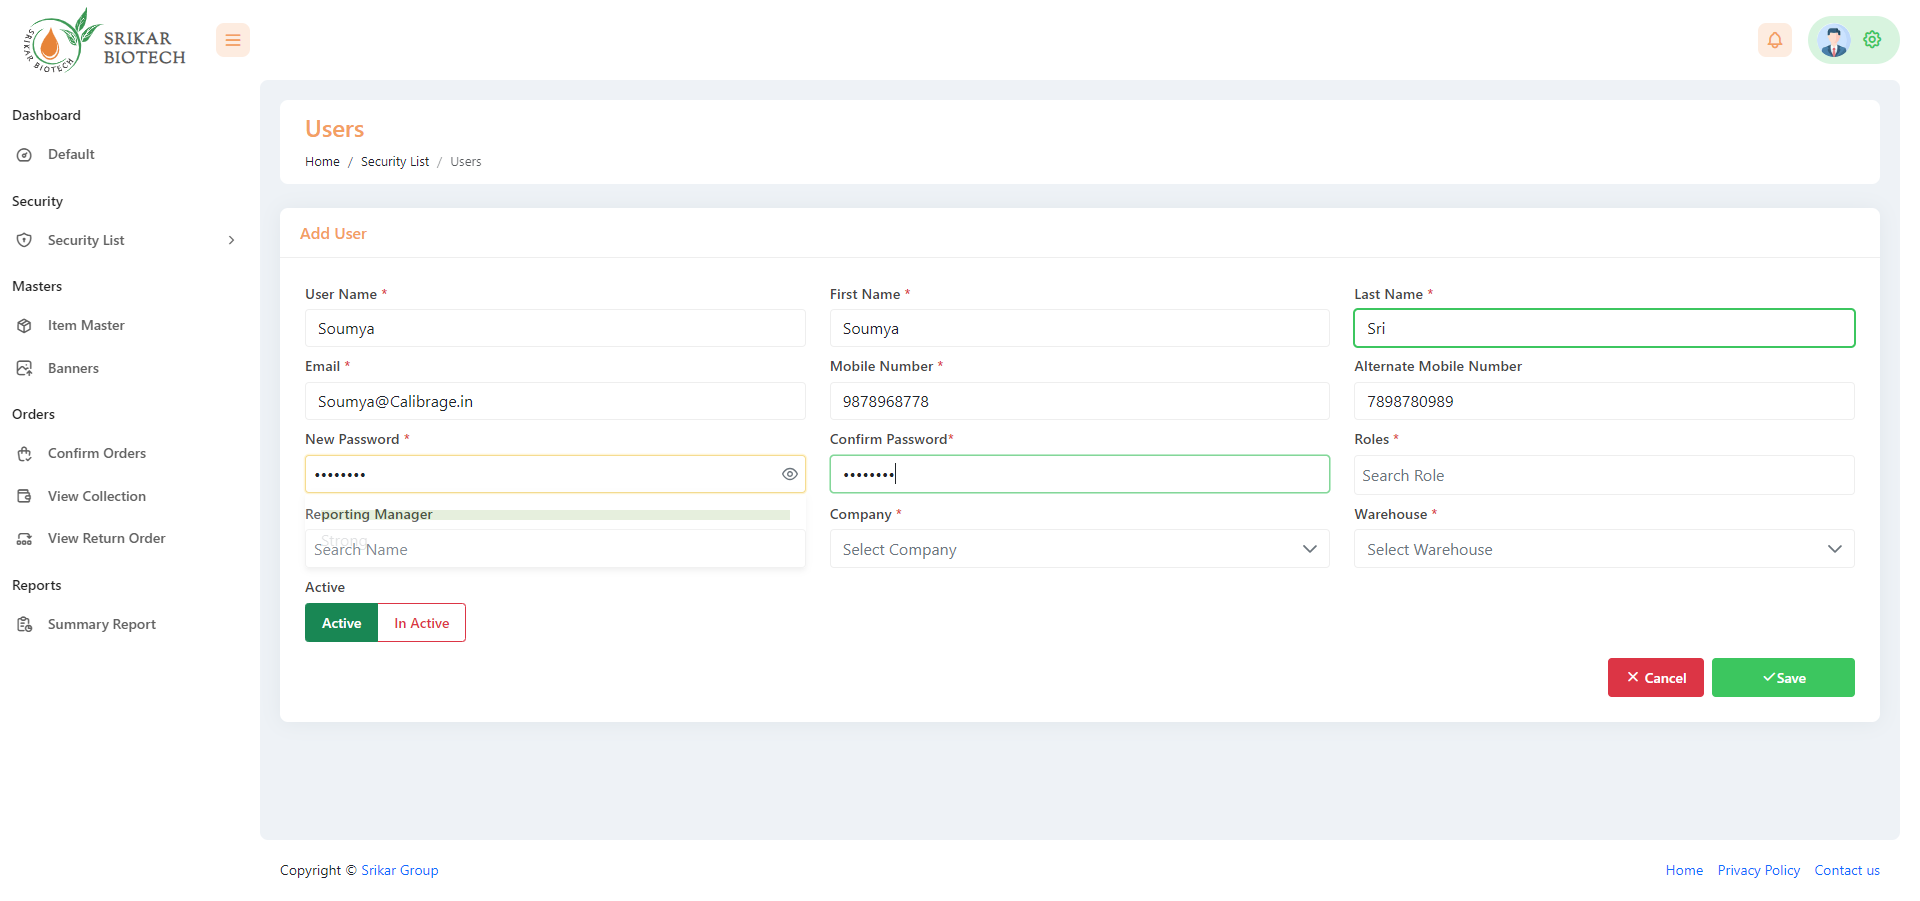 SRIKAR BIOTECH
SRIKAR
BIOTECH
Dashboard
Default
Security
Security List
Masters
Item Master
Banners
Orders
Confirm Orders
View Collection
View Return Order
Reports
Summary Report
Users
Home / Security List / Users
Add User
User Name * First Name * Last Name *
Soumya Soumya Sri
Email * Mobile Number * Alternate Mobile Number
Soumya@Calibrage.in 9878968778 7898780989
New Password * Confirm Password* Roles *
•••••••• •••••••• Search Role
Reporting Manager Company * Warehouse *
Strong
Search Name Select Company Select Warehouse
Active
Active In Active
Cancel Save
Copyright © Srikar Group Home Privacy Policy Contact us